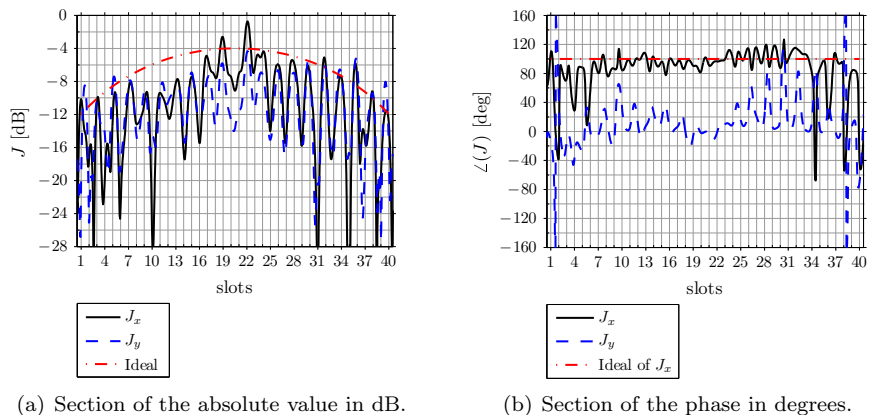 0
−4
−8
−12
−16
−20
−24
−28
J [dB]
1 4 7 10 13 16 19 22 25 28 31 34 37 40
slots
J_x
J_y
Ideal
(a) Section of the absolute value in dB.
160
120
80
40
0
−40
−80
−120
−160
∠(J) [deg]
1 4 7 10 13 16 19 22 25 28 31 34 37 40
slots
J_x
J_y
Ideal of J_x
(b) Section of the phase in degrees.